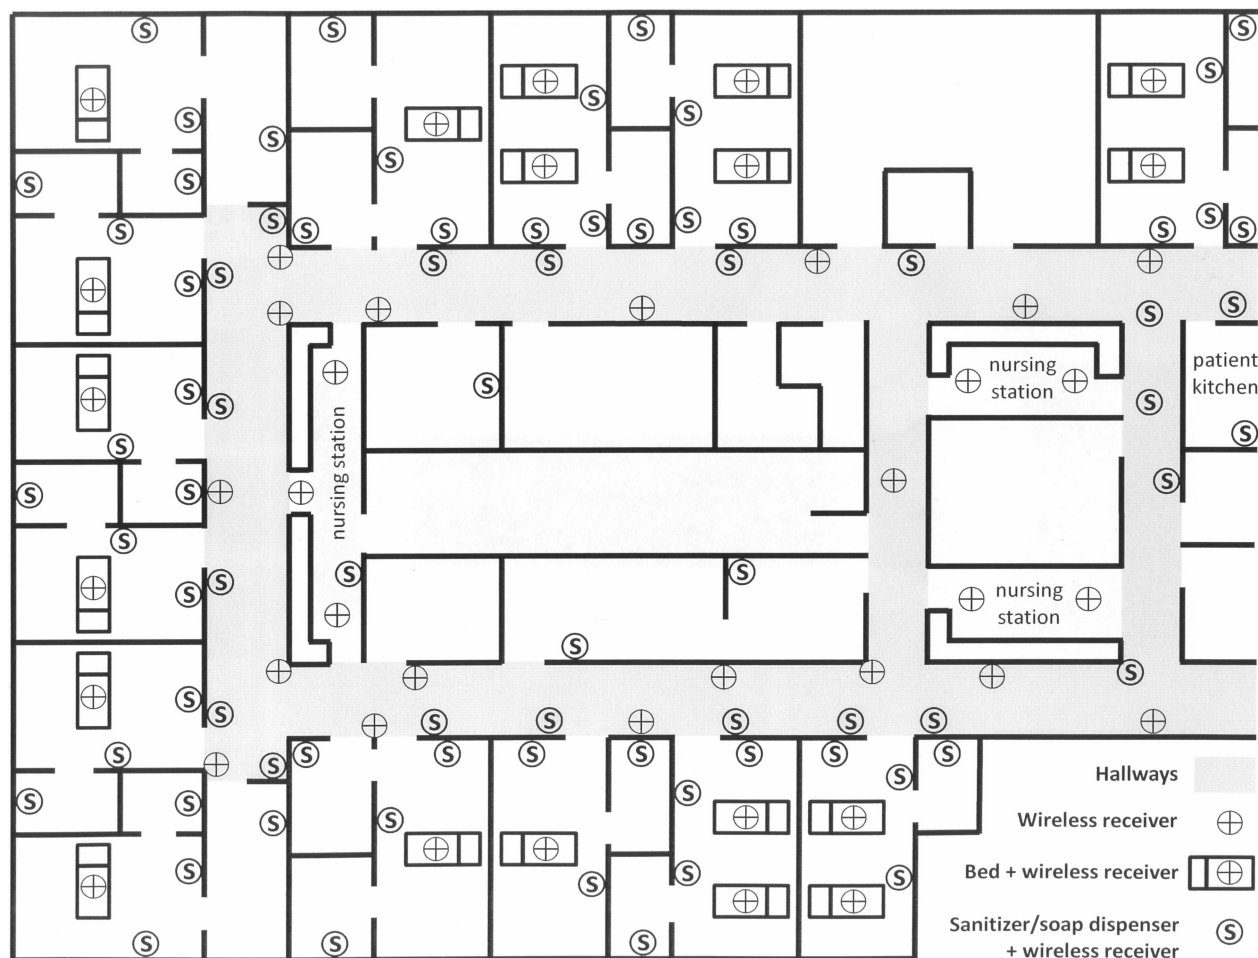 nursing
station
patient
kitchen
nursing station
nursing
station
Hallways
Wireless receiver
Bed + wireless receiver
Sanitizer/soap dispenser
+ wireless receiver
S